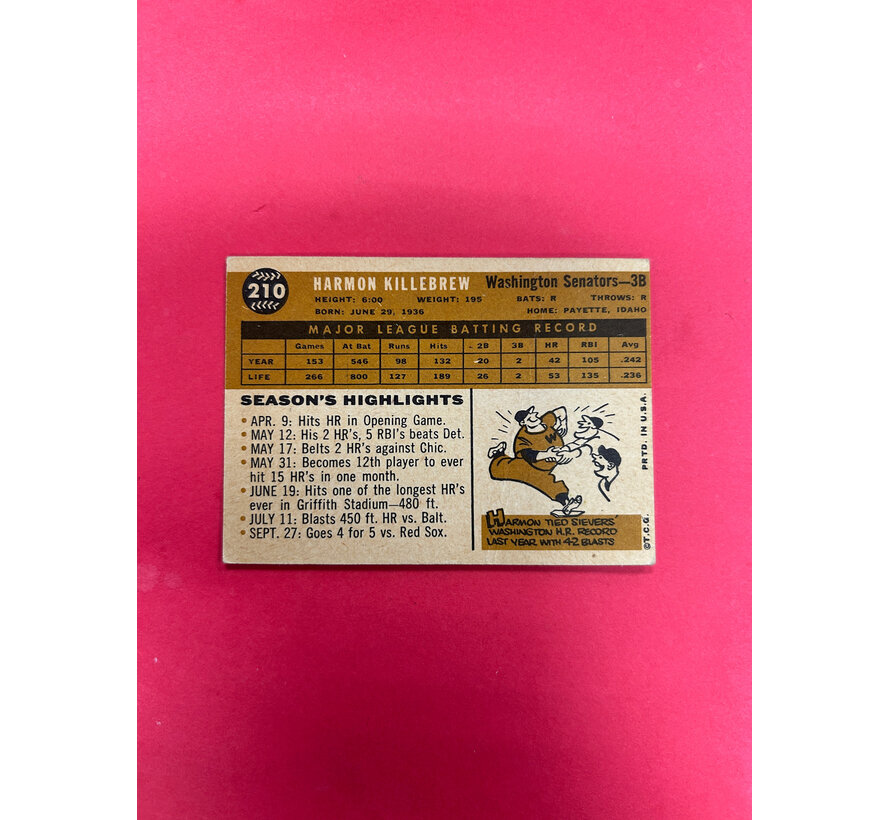 210
HARMON KILLEBREW Washington Senators—3B
HEIGHT: 6:00 WEIGHT: 195 BATS: R THROWS: R
BORN: JUNE 29, 1936 HOME: PAYETTE, IDAHO
MAJOR LEAGUE BATTING RECORD
Games At Bat Runs Hits 2B 3B HR RBI Avg
YEAR 153 546 98 132 20 2 42 105 .242
LIFE 266 800 127 189 26 2 53 135 .236
SEASON'S HIGHLIGHTS
• APR. 9: Hits HR in Opening Game.
• MAY 12: His 2 HR's, 5 RBI's beats Det.
• MAY 17: Belts 2 HR's against Chic.
• MAY 31: Becomes 12th player to ever
hit 15 HR's in one month.
• JUNE 19: Hits one of the longest HR's
ever in Griffith Stadium—480 ft.
• JULY 11: Blasts 450 ft. HR vs. Balt.
• SEPT. 27: Goes 4 for 5 vs. Red Sox.
W
HARMON TIED SIEVERS'
WASHINGTON H.R. RECORD
LAST YEAR WITH 42 BLASTS
©T.C.G. PRTD. IN U.S.A.